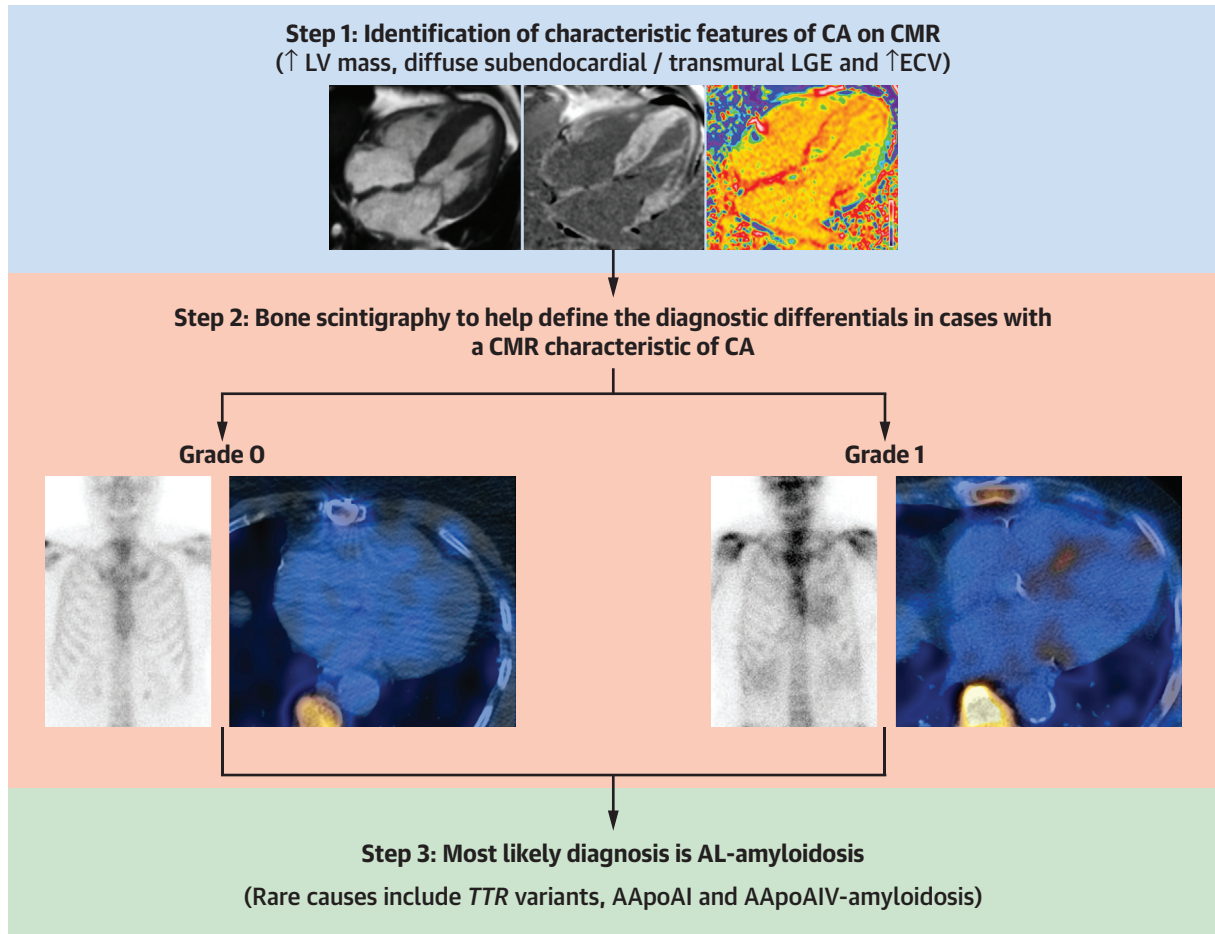 Step 1: Identification of characteristic features of CA on CMR
(↑ LV mass, diffuse subendocardial / transmural LGE and ↑ECV)
Step 2: Bone scintigraphy to help define the diagnostic differentials in cases with
a CMR characteristic of CA
Grade 0
Grade 1
Step 3: Most likely diagnosis is AL-amyloidosis
(Rare causes include TTR variants, AApoAI and AApoAIV-amyloidosis)